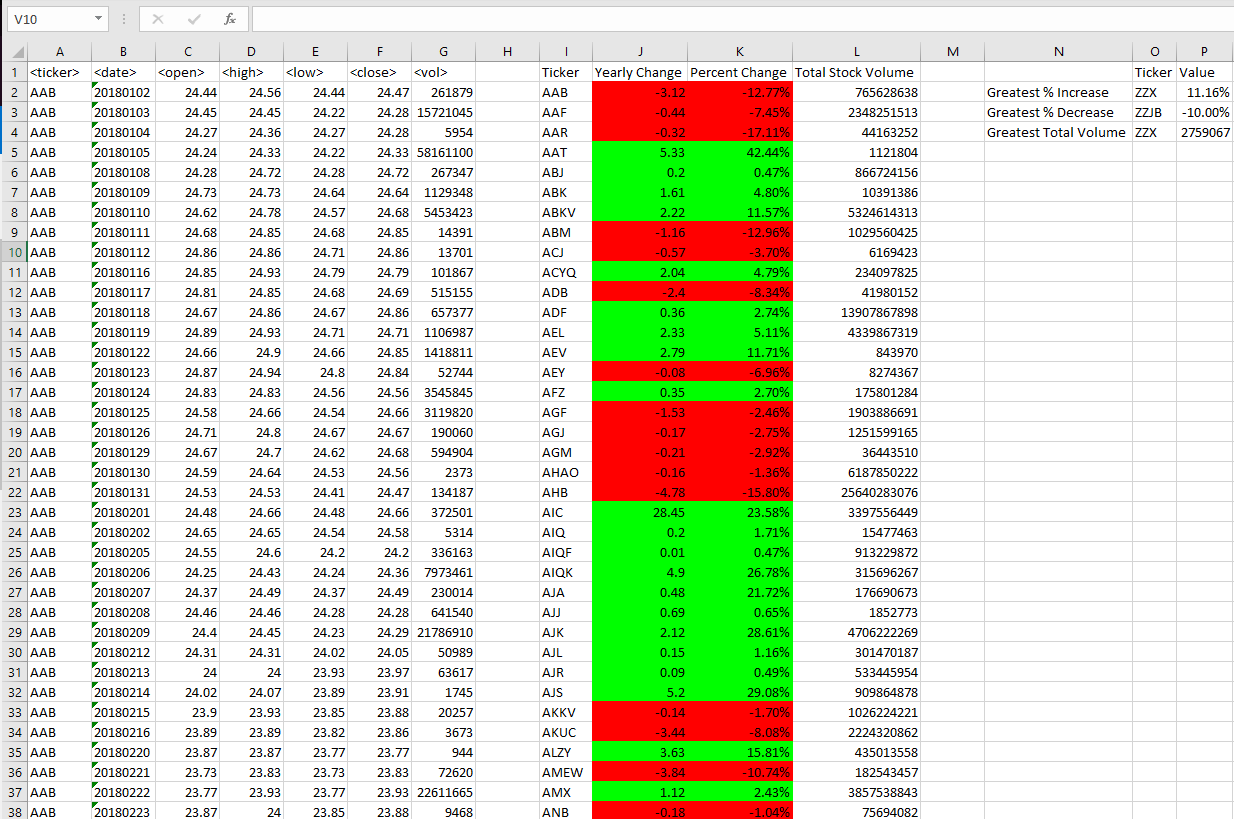 V10 fx
A B C D E F G H I J K L M N O P
1 <ticker> <date> <open> <high> <low> <close> <vol> Ticker Yearly Change Percent Change Total Stock Volume Ticker Value
2 AAB 20180102 24.44 24.56 24.44 24.47 261879 AAB -3.12 -12.77% 765628638 Greatest % Increase ZZX 11.16%
3 AAB 20180103 24.45 24.45 24.22 24.28 15721045 AAF -0.44 -7.45% 2348251513 Greatest % Decrease ZZJB -10.00%
4 AAB 20180104 24.27 24.36 24.27 24.28 5954 AAR -0.32 -17.11% 44163252 Greatest Total Volume ZZX 2759067
5 AAB 20180105 24.24 24.33 24.22 24.33 58161100 AAT 5.33 42.44% 1121804
6 AAB 20180108 24.28 24.72 24.28 24.72 267347 ABJ 0.2 0.47% 866724156
7 AAB 20180109 24.73 24.73 24.64 24.64 1129348 ABK 1.61 4.80% 10391386
8 AAB 20180110 24.62 24.78 24.57 24.68 5453423 ABKV 2.22 11.57% 5324614313
9 AAB 20180111 24.68 24.85 24.68 24.85 14391 ABM -1.16 -12.96% 1029560425
10 AAB 20180112 24.86 24.86 24.71 24.86 13701 ACJ -0.57 -3.70% 6169423
11 AAB 20180116 24.85 24.93 24.79 24.79 101867 ACYQ 2.04 4.79% 234097825
12 AAB 20180117 24.81 24.85 24.68 24.69 515155 ADB -2.4 -8.34% 41980152
13 AAB 20180118 24.67 24.86 24.67 24.86 657377 ADF 0.36 2.74% 13907867898
14 AAB 20180119 24.89 24.93 24.71 24.71 1106987 AEL 2.33 5.11% 4339867319
15 AAB 20180122 24.66 24.9 24.66 24.85 1418811 AEV 2.79 11.71% 843970
16 AAB 20180123 24.87 24.94 24.8 24.84 52744 AEY -0.08 -6.96% 8274367
17 AAB 20180124 24.83 24.83 24.56 24.56 3545845 AFZ 0.35 2.70% 175801284
18 AAB 20180125 24.58 24.66 24.54 24.66 3119820 AGF -1.53 -2.46% 1903886691
19 AAB 20180126 24.71 24.8 24.67 24.67 190060 AGJ -0.17 -2.75% 1251599165
20 AAB 20180129 24.67 24.7 24.62 24.68 594904 AGM -0.21 -2.92% 36443510
21 AAB 20180130 24.59 24.64 24.53 24.56 2373 AHAO -0.16 -1.36% 6187850222
22 AAB 20180131 24.53 24.53 24.41 24.47 134187 AHB -4.78 -15.80% 25640283076
23 AAB 20180201 24.48 24.66 24.48 24.66 372501 AIC 28.45 23.58% 3397556449
24 AAB 20180202 24.65 24.65 24.54 24.58 5314 AIQ 0.2 1.71% 15477463
25 AAB 20180205 24.55 24.6 24.2 24.2 336163 AIQF 0.01 0.47% 913229872
26 AAB 20180206 24.25 24.43 24.24 24.36 7973461 AIQK 4.9 26.78% 315696267
27 AAB 20180207 24.37 24.49 24.37 24.49 230014 AJA 0.48 21.72% 176690673
28 AAB 20180208 24.46 24.46 24.28 24.28 641540 AJJ 0.69 0.65% 1852773
29 AAB 20180209 24.4 24.45 24.23 24.29 21786910 AJK 2.12 28.61% 4706222269
30 AAB 20180212 24.31 24.31 24.02 24.05 50989 AJL 0.15 1.16% 301470187
31 AAB 20180213 24 24 23.93 23.97 63617 AJR 0.09 0.49% 533445954
32 AAB 20180214 24.02 24.07 23.89 23.91 1745 AJS 5.2 29.08% 909864878
33 AAB 20180215 23.9 23.93 23.85 23.88 20257 AKKV -0.14 -1.70% 1026224221
34 AAB 20180216 23.89 23.89 23.82 23.86 3673 AKUC -3.44 -8.03% 2224320862
35 AAB 20180220 23.87 23.87 23.77 23.77 944 ALZY 3.63 15.81% 435013558
36 AAB 20180221 23.73 23.83 23.73 23.83 72620 AMEW -3.84 -10.74% 182543457
37 AAB 20180222 23.77 23.93 23.77 23.93 22611665 AMX 1.12 2.43% 3857538843
38 AAB 20180223 23.87 24 23.85 23.88 9468 ANB -0.18 -1.04% 75694082